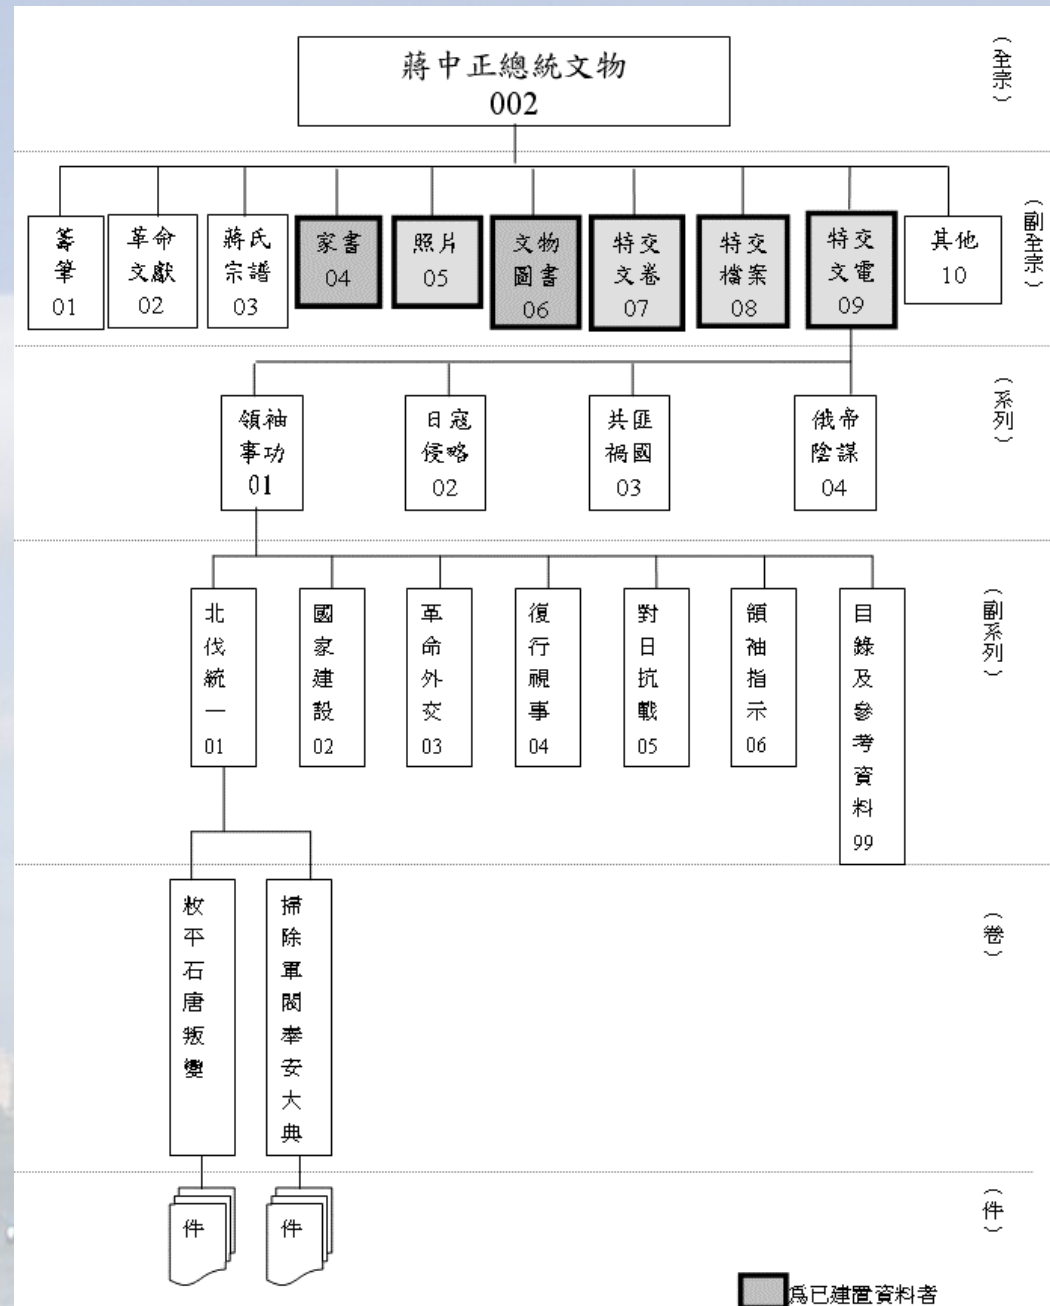 蔣中正總統文物
002
（全宗）
籌筆
01
革命文獻
02
蔣氏宗譜
03
家書
04
照片
05
文物圖書
06
特交文卷
07
特交檔案
08
特交文電
09
其他
10
（副全宗）
領袖事功
01
日寇侵略
02
共匪禍國
03
俄帝陰謀
04
（系列）
北伐統一
01
國家建設
02
革命外交
03
復行視事
04
對日抗戰
05
領袖指示
06
目錄及參考資料
99
（副系列）
敉平石唐叛變
掃除軍閥奉安大典
（卷）
件
件
（件）
為已建置資料者